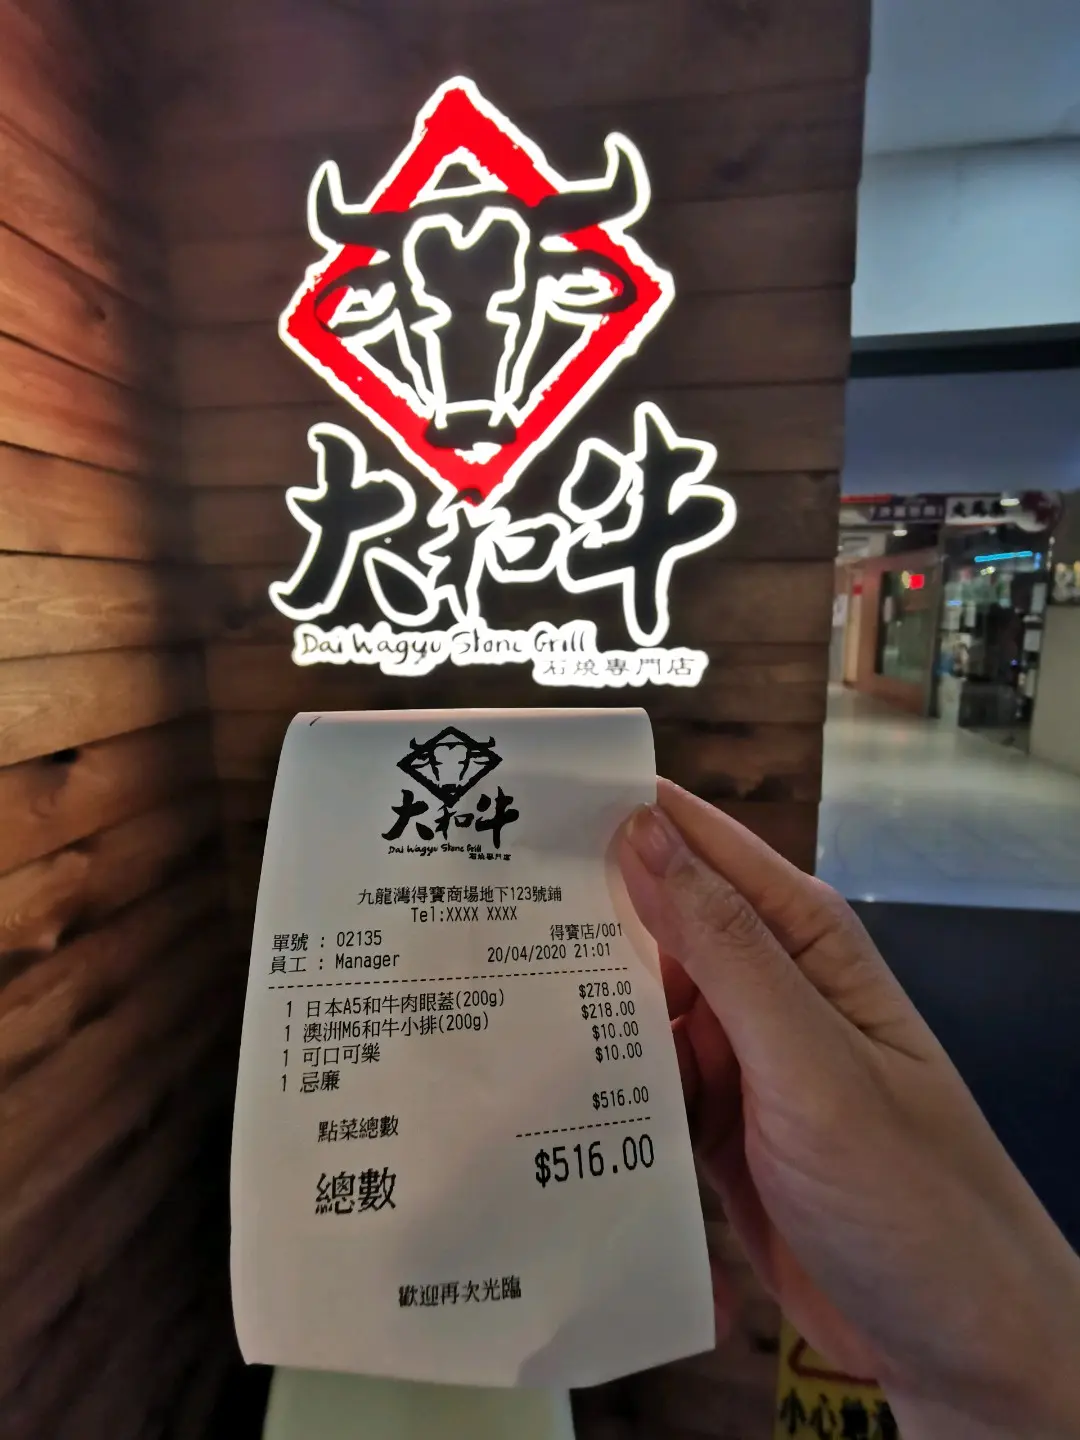 大和牛
Dai Wagyu Stone Grill
石燒專門店
大和牛
Dai Wagyu Stone Grill
石燒專門店
九龍灣得寶商場地下123號鋪
Tel:XXXX XXXX
單號 : 02135 得寶店/001
員工 : Manager 20/04/2020 21:01
1 日本A5和牛肉眼蓋(200g) $278.00
1 澳洲M6和牛小排(200g) $218.00
1 可口可樂 $10.00
1 忌廉 $10.00
點菜總數 $516.00
總數 $516.00
歡迎再次光臨
小心地